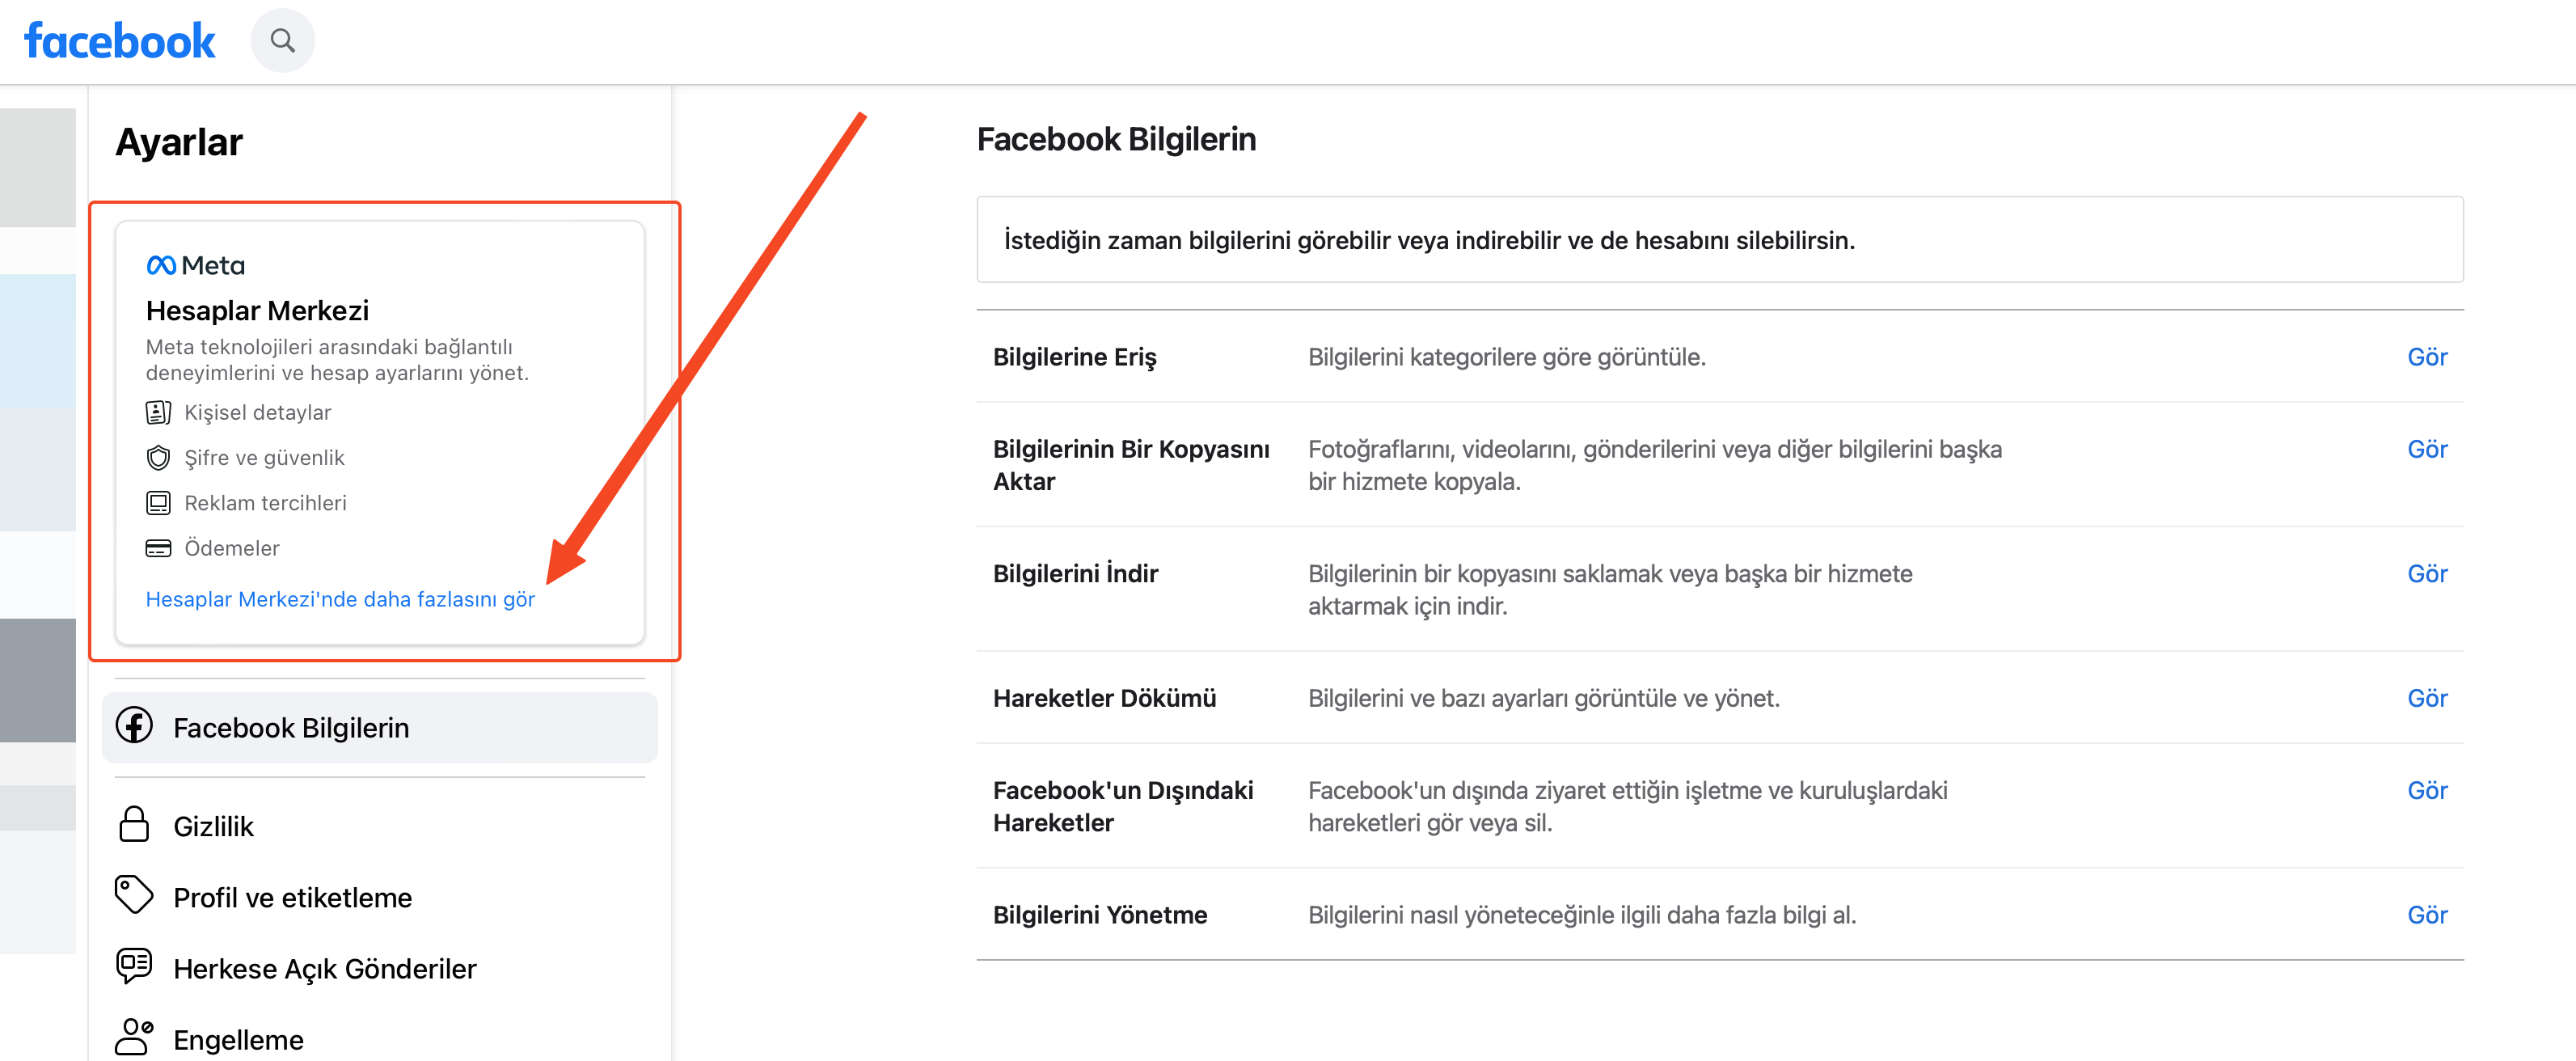 facebook
Ayarlar
Meta
Hesaplar Merkezi
Meta teknolojileri arasındaki bağlantılı
deneyimlerini ve hesap ayarlarını yönet.
Kişisel detaylar
Şifre ve güvenlik
Reklam tercihleri
Ödemeler
Hesaplar Merkezi'nde daha fazlasını gör
Facebook Bilgilerin
Gizlilik
Profil ve etiketleme
Herkese Açık Gönderiler
Engelleme
Facebook Bilgilerin
İstediğin zaman bilgilerini görebilir veya indirebilir ve de hesabını silebilirsin.
Bilgilerine Eriş
Bilgilerini kategorilere göre görüntüle.
Gör
Bilgilerinin Bir Kopyasını
Aktar
Fotoğraflarını, videolarını, gönderilerini veya diğer bilgilerini başka
bir hizmete kopyala.
Gör
Bilgilerini İndir
Bilgilerinin bir kopyasını saklamak veya başka bir hizmete
aktarmak için indir.
Gör
Hareketler Dökümü
Bilgilerini ve bazı ayarları görüntüle ve yönet.
Gör
Facebook'un Dışındaki
Hareketler
Facebook'un dışında ziyaret ettiğin işletme ve kuruluşlardaki
hareketleri gör veya sil.
Gör
Bilgilerini Yönetme
Bilgilerini nasıl yöneteceğinle ilgili daha fazla bilgi al.
Gör